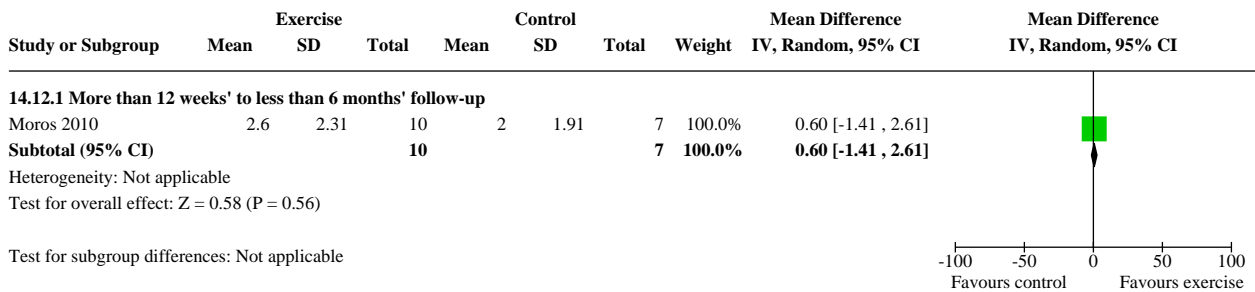 Exercise Control Mean Difference Mean Difference
Study or Subgroup Mean SD Total Mean SD Total Weight IV, Random, 95% CI IV, Random, 95% CI
14.12.1 More than 12 weeks' to less than 6 months' follow-up
Moros 2010 2.6 2.31 10 2 1.91 7 100.0% 0.60 [-1.41 , 2.61]
Subtotal (95% CI) 10 7 100.0% 0.60 [-1.41 , 2.61]
Heterogeneity: Not applicable
Test for overall effect: Z = 0.58 (P = 0.56)
Test for subgroup differences: Not applicable
-100 -50 0 50 100
Favours control Favours exercise